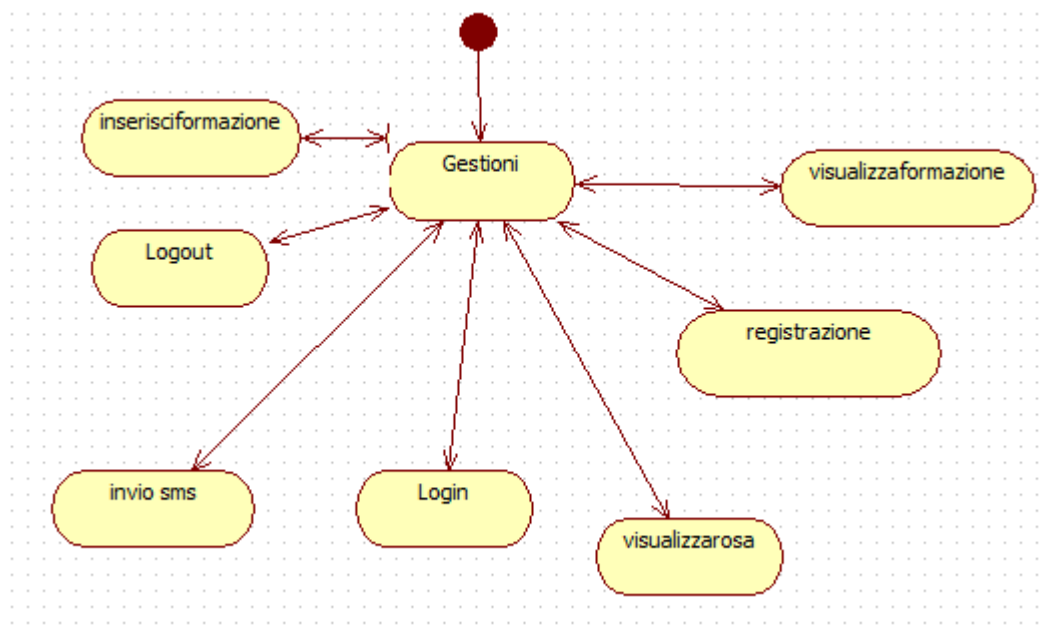 inserisciformazione
Gestioni
visualizzaformazione
Logout
registrazione
invio sms
Login
visualizzarosa